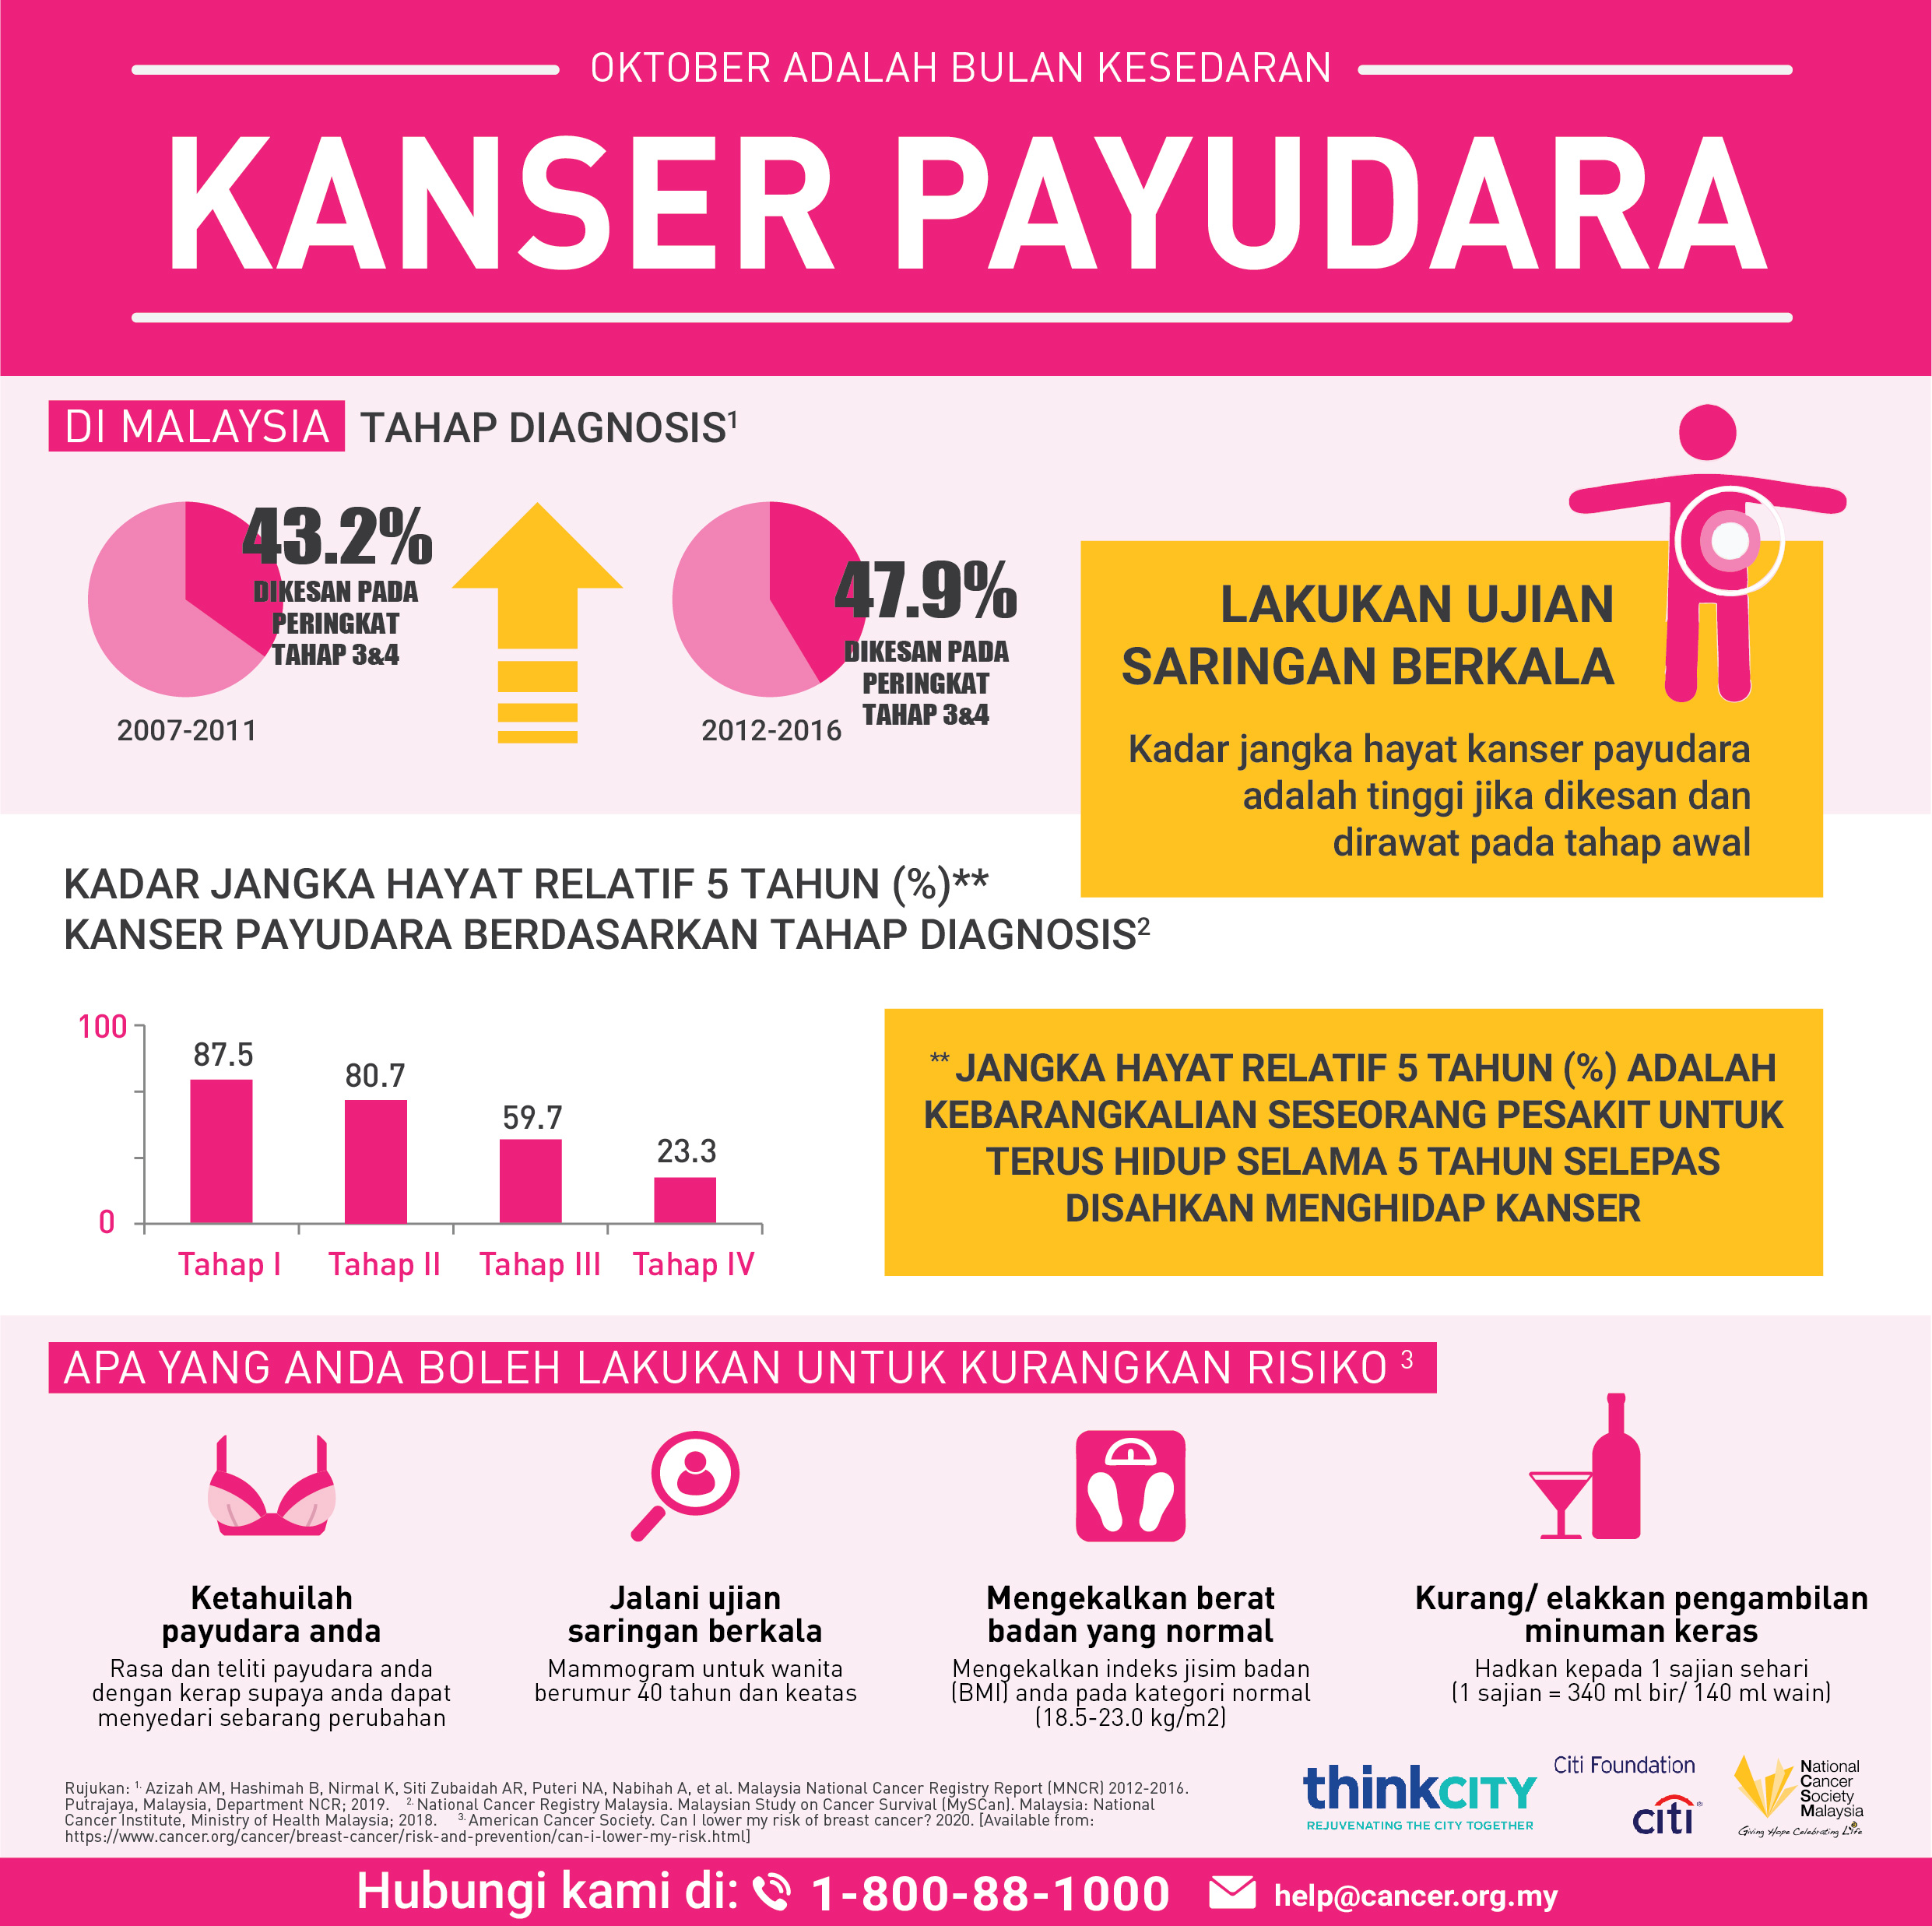 OKTOBER ADALAH BULAN KESEDARAN
KANSER PAYUDARA
DI MALAYSIA TAHAP DIAGNOSIS¹
43.2%
DIKESAN PADA
PERINGKAT
TAHAP 3&4
2007-2011
47.9%
DIKESAN PADA
PERINGKAT
TAHAP 3&4
2012-2016
LAKUKAN UJIAN
SARINGAN BERKALA
Kadar jangka hayat kanser payudara
adalah tinggi jika dikesan dan
dirawat pada tahap awal
KADAR JANGKA HAYAT RELATIF 5 TAHUN (%)**
KANSER PAYUDARA BERDASARKAN TAHAP DIAGNOSIS²
100
87.5
80.7
59.7
23.3
0
Tahap I Tahap II Tahap III Tahap IV
** JANGKA HAYAT RELATIF 5 TAHUN (%) ADALAH
KEBARANGKALIAN SESEORANG PESAKIT UNTUK
TERUS HIDUP SELAMA 5 TAHUN SELEPAS
DISAHKAN MENGHIDAP KANSER
APA YANG ANDA BOLEH LAKUKAN UNTUK KURANGKAN RISIKO ³
Ketahuilah
payudara anda
Rasa dan teliti payudara anda
dengan kerap supaya anda dapat
menyedari sebarang perubahan
Jalani ujian
saringan berkala
Mammogram untuk wanita
berumur 40 tahun dan keatas
Mengekalkan berat
badan yang normal
Mengekalkan indeks jisim badan
(BMI) anda pada kategori normal
(18.5-23.0 kg/m2)
Kurang/ elakkan pengambilan
minuman keras
Hadkan kepada 1 sajian sehari
(1 sajian = 340 ml bir/ 140 ml wain)
Rujukan: ¹. Azizah AM, Hashimah B, Nirmal K, Siti Zubaidah AR, Puteri NA, Nabihah A, et al. Malaysia National Cancer Registry Report (MNCR) 2012-2016.
Putrajaya, Malaysia, Department NCR; 2019. ². National Cancer Registry Malaysia. Malaysian Study on Cancer Survival (MySCan). Malaysia: National
Cancer Institute, Ministry of Health Malaysia; 2018. ³. American Cancer Society. Can I lower my risk of breast cancer? 2020. [Available from:
https://www.cancer.org/cancer/breast-cancer/risk-and-prevention/can-i-lower-my-risk.html]
thinkCITY
REJUVENATING THE CITY TOGETHER
Citi Foundation
citi®
National
Cancer
Society
Malaysia
Giving Hope Celebrating Life
Hubungi kami di: 1-800-88-1000 help@cancer.org.my